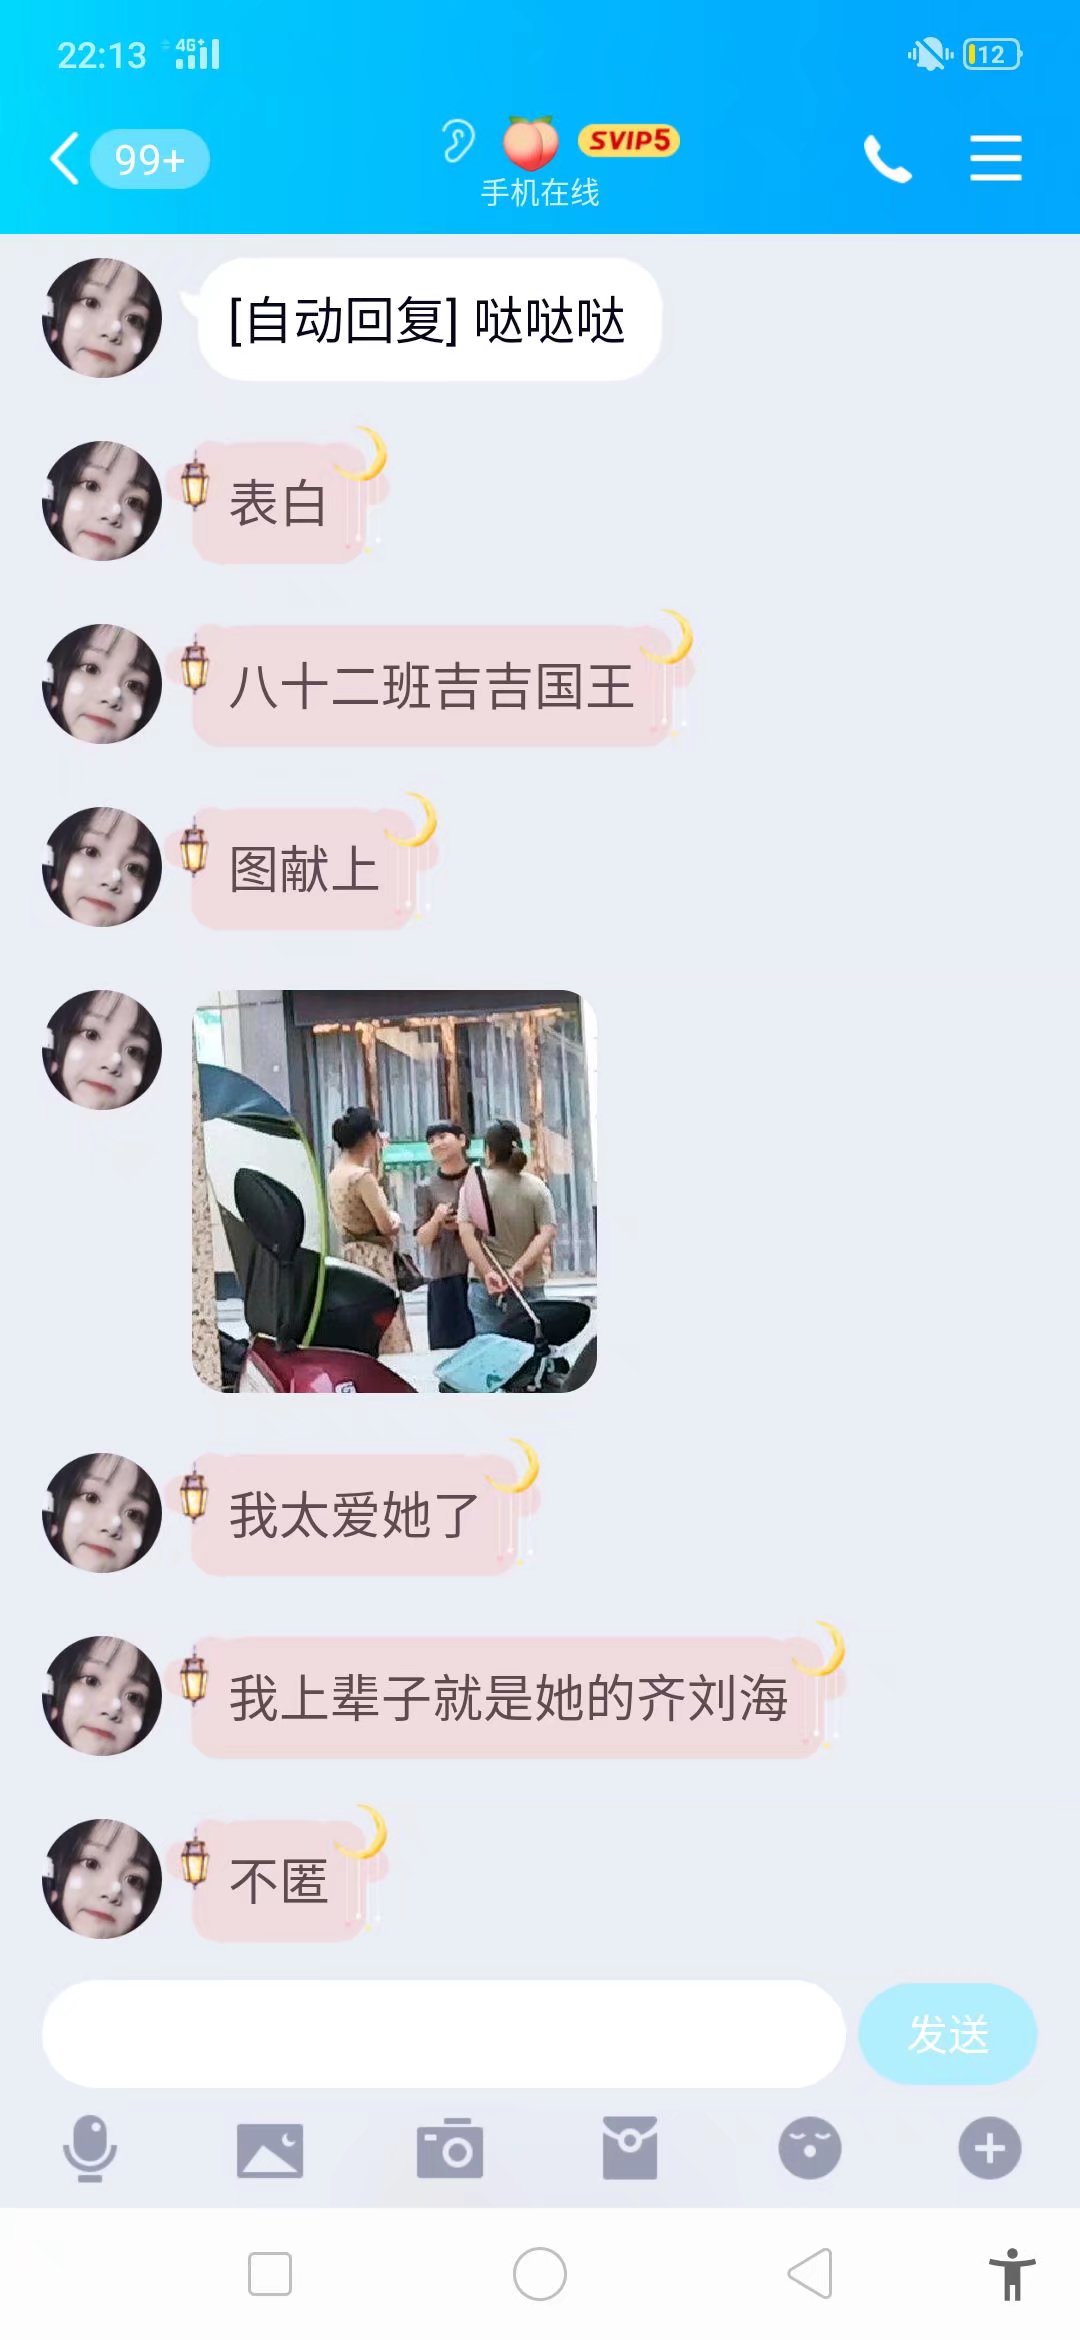 22:13
4G+
12
99+
SVIP5
手机在线
[自动回复] 哒哒哒
表白
八十二班吉吉国王
图献上
我太爱她了
我上辈子就是她的齐刘海
不匿
发送